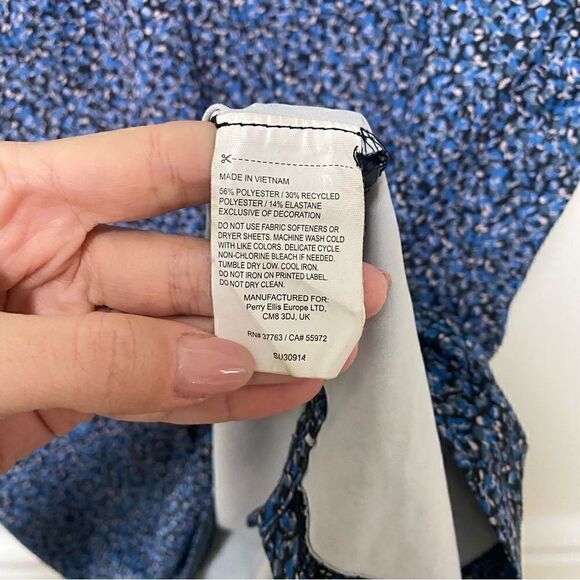 MADE IN VIETNAM
56% POLYESTER / 30% RECYCLED
POLYESTER / 14% ELASTANE
EXCLUSIVE OF DECORATION
DO NOT USE FABRIC SOFTENERS OR
DRYER SHEETS. MACHINE WASH COLD
WITH LIKE COLORS. DELICATE CYCLE.
NON-CHLORINE BLEACH IF NEEDED.
TUMBLE DRY LOW. COOL IRON.
DO NOT IRON ON PRINTED LABEL.
DO NOT DRY CLEAN.
MANUFACTURED FOR:
Perry Ellis Europe LTD,
CM8 3DJ, UK
RN# 37763 / CA# 55972
SU30914